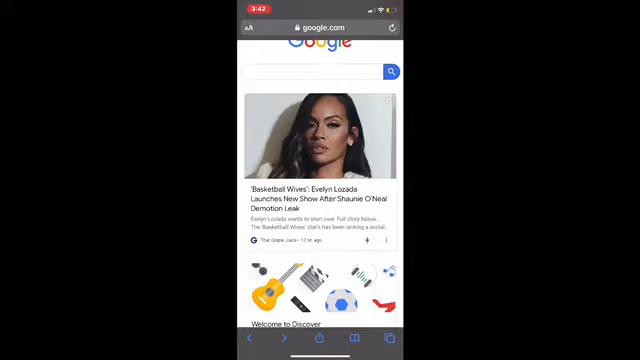 3:42
AA google.com
Google
'Basketball Wives': Evelyn Lozada
Launches New Show After Shaunie O'Neal
Demotion Leak
Evelyn Lozada wants to start over Full story below...
The 'Basketball Wives' star's has been sinking a social...
That Grape Juice • 12 hr. ago
Welcome to Discover